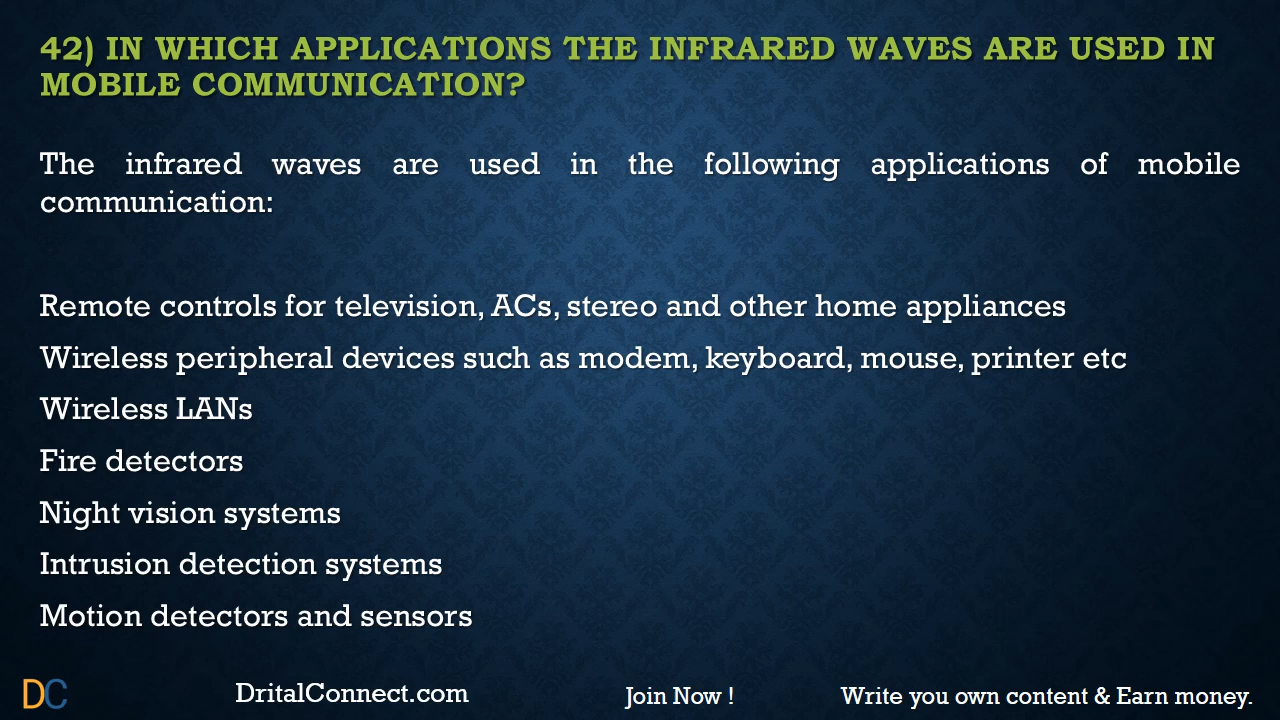 42) IN WHICH APPLICATIONS THE INFRARED WAVES ARE USED IN
MOBILE COMMUNICATION?
The infrared waves are used in the following applications of mobile
communication:
Remote controls for television, ACs, stereo and other home appliances
Wireless peripheral devices such as modem, keyboard, mouse, printer etc
Wireless LANs
Fire detectors
Night vision systems
Intrusion detection systems
Motion detectors and sensors
DC
DritalConnect.com
Join Now !
Write you own content & Earn money.